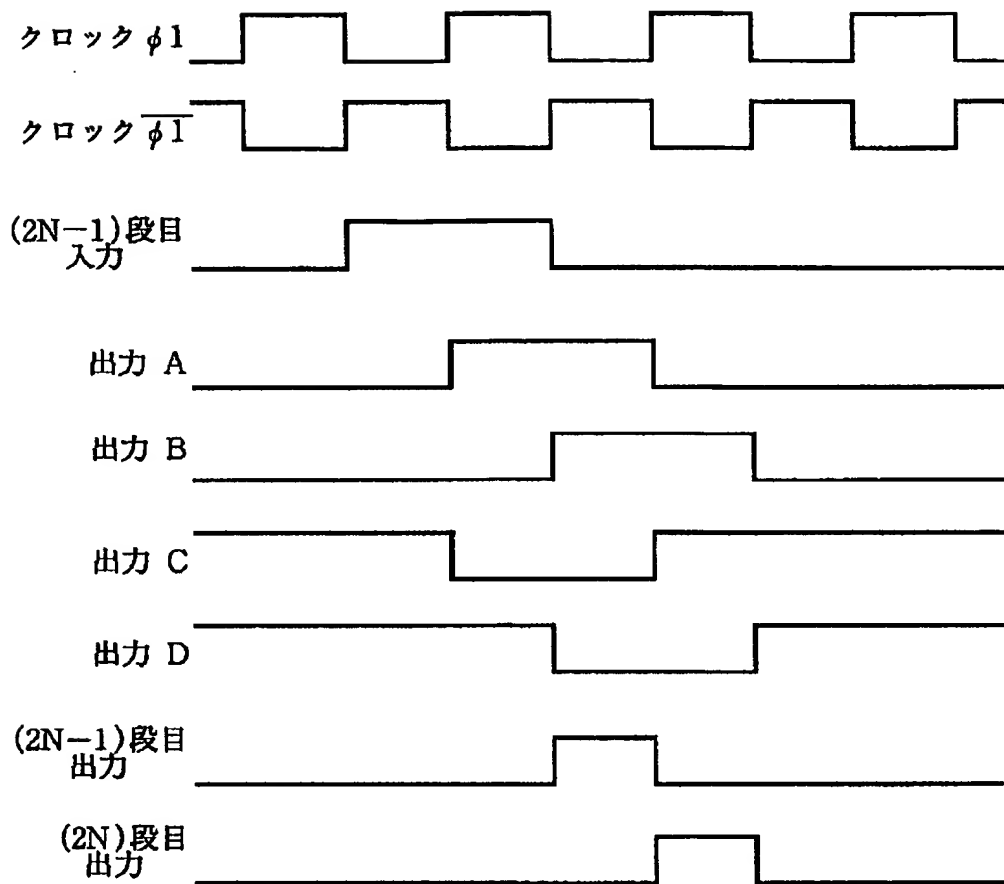 クロック φ1
クロック φ1
(2N−1)段目
入力
出力 A
出力 B
出力 C
出力 D
(2N−1)段目
出力
(2N)段目
出力